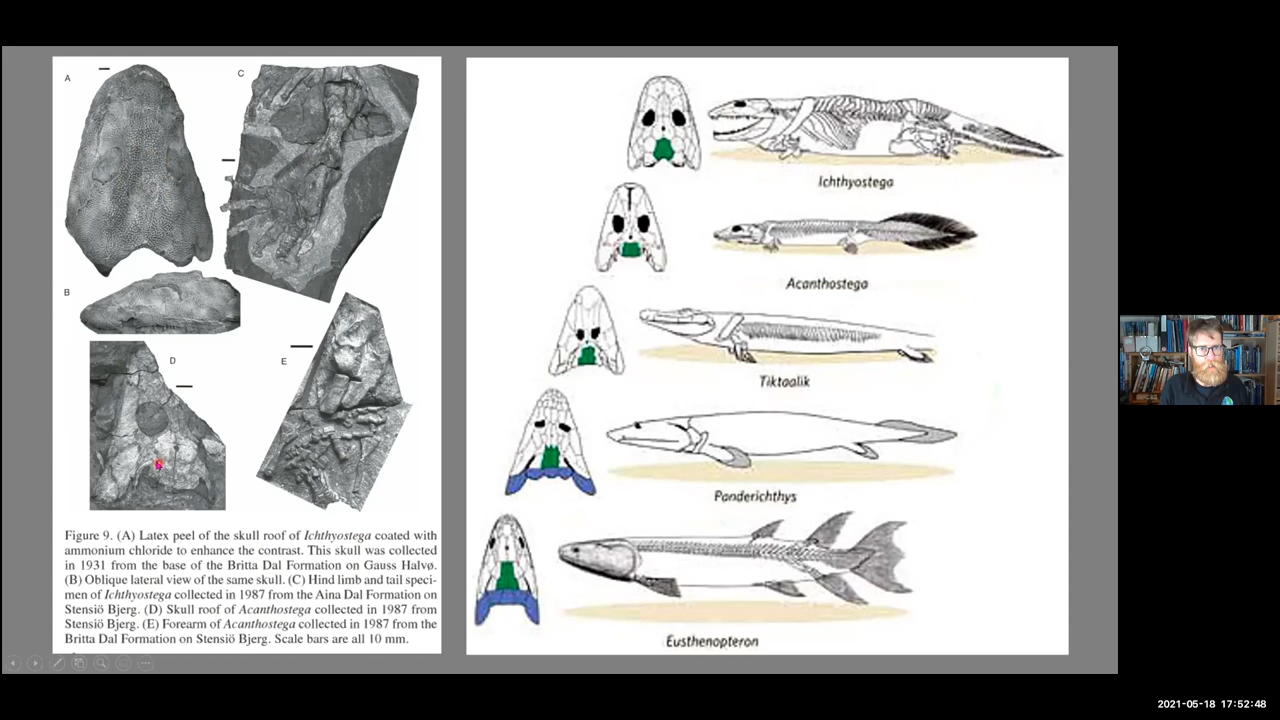 A
C
B
D
E
Figure 9. (A) Latex peel of the skull roof of Ichthyostega coated with
ammonium chloride to enhance the contrast. This skull was collected
in 1931 from the base of the Britta Dal Formation on Gauss Halvø.
(B) Oblique lateral view of the same skull. (C) Hind limb and tail speci-
men of Ichthyostega collected in 1987 from the Aina Dal Formation on
Stensiö Bjerg. (D) Skull roof of Acanthostega collected in 1987 from
Stensiö Bjerg. (E) Forearm of Acanthostega collected in 1987 from the
Britta Dal Formation on Stensiö Bjerg. Scale bars are all 10 mm.
Ichthyostega
Acanthostega
Tiktaalik
Panderichthys
Eusthenopteron
2021-05-18 17:52:48